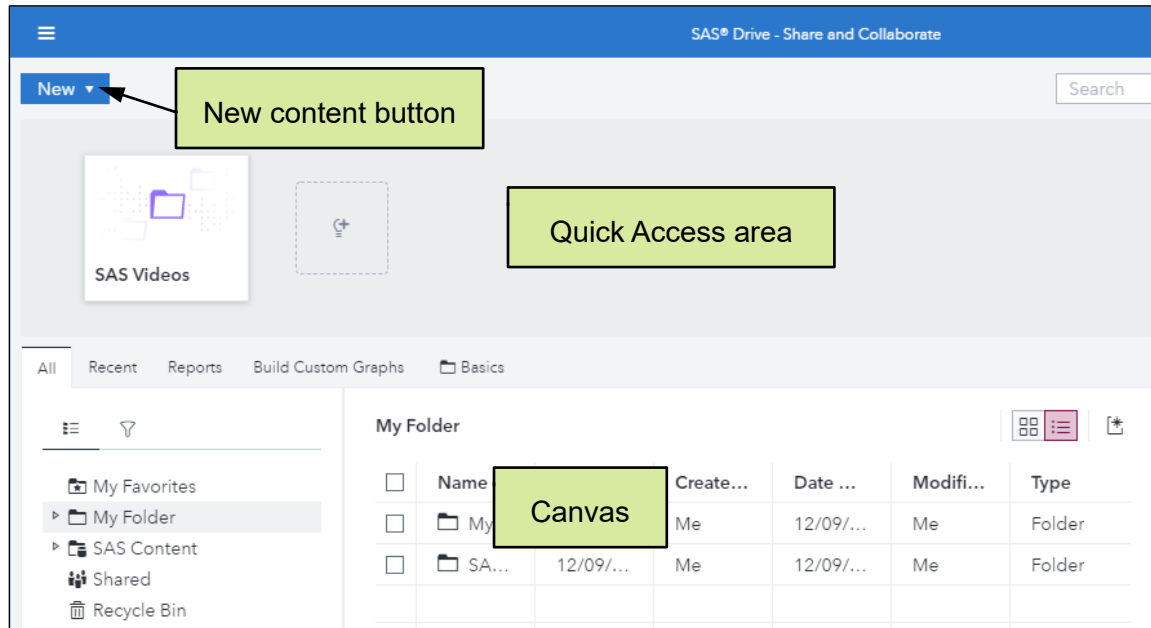 SAS® Drive - Share and Collaborate
New
New content button
Search
Quick Access area
SAS Videos
All Recent Reports Build Custom Graphs Basics
My Folder
Name Create... Date ... Modifi... Type
Canvas
My Favorites
My Folder
My Me 12/09/... Me Folder
SAS Content
SA... 12/09/... Me 12/09/... Me Folder
Shared
Recycle Bin